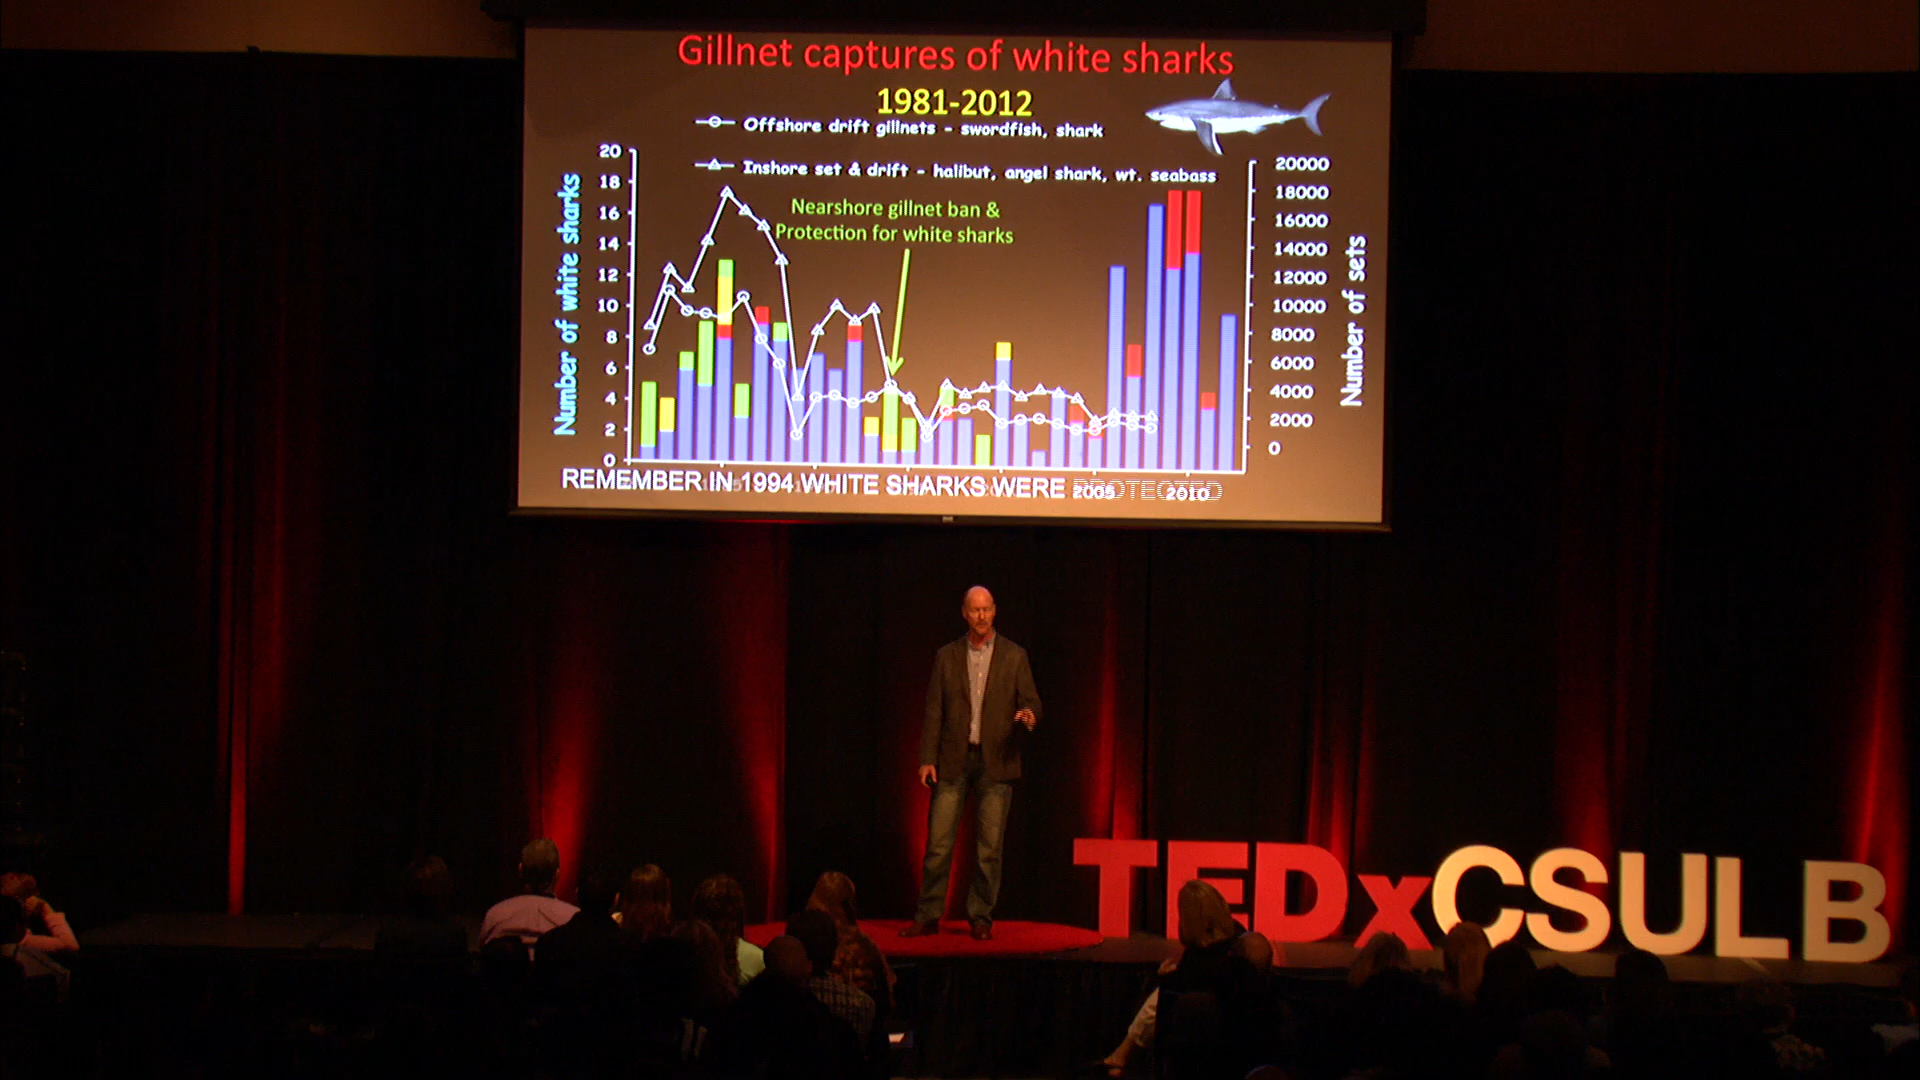 Gillnet captures of white sharks
1981-2012
Offshore drift gillnets - swordfish, shark
Inshore set & drift - halibut, angel shark, wt. seabass
Nearshore gillnet ban &
Protection for white sharks
Number of white sharks
20
18
16
14
12
10
8
6
4
2
0
20000
18000
16000
14000
12000
10000
8000
6000
4000
2000
0
Number of sets
2005 2010
REMEMBER IN 1994 WHITE SHARKS WERE PROTECTED
TEDxCSULB